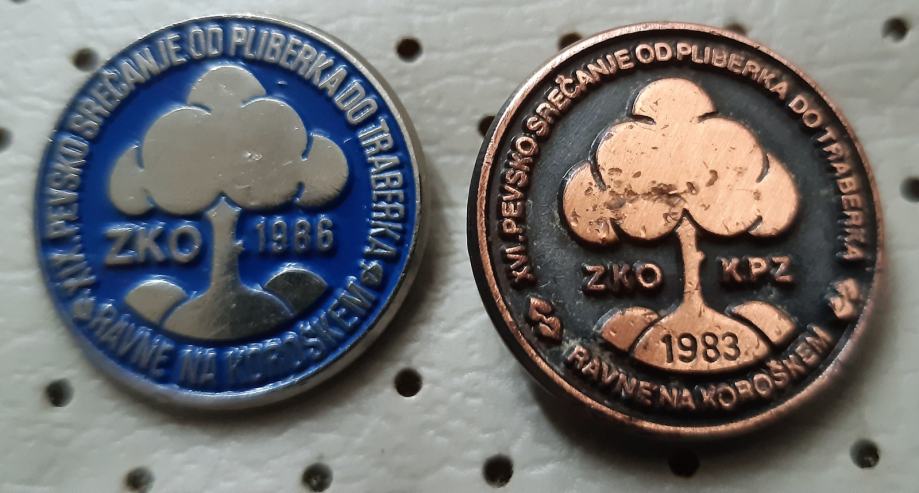 XIX. PEVSKO SREČANJE OD PLIBERKA DO TRABERKA
ZKO 1986
RAVNE NA KOROŠKEM
XVI. PEVSKO SREČANJE OD PLIBERKA DO TRABERKA
ZKO KPZ
1983
RAVNE NA KOROŠKEM